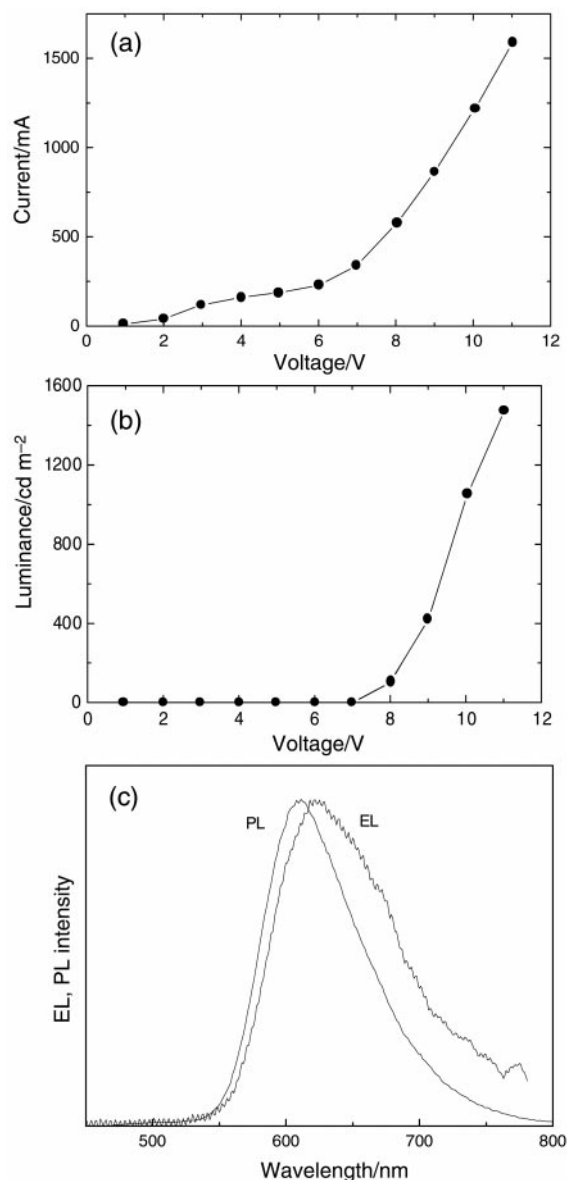 (a)
Current/mA
1500
1000
500
0
0 2 4 6 8 10 12
Voltage/V
(b)
Luminance/cd m⁻²
1600
1200
800
400
0
0 2 4 6 8 10 12
Voltage/V
(c)
PL EL
EL, PL intensity
500 600 700 800
Wavelength/nm